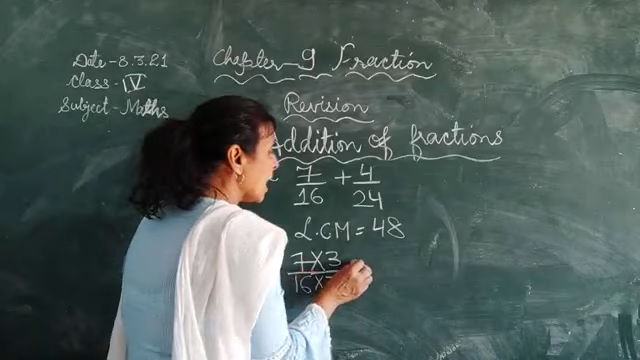 Date-8.3.21
Class-IV
Subject-Maths
Chapter-9 Fraction
Revision
Addition of fractions
7/16 + 4/24
L.CM = 48
7X3
16X